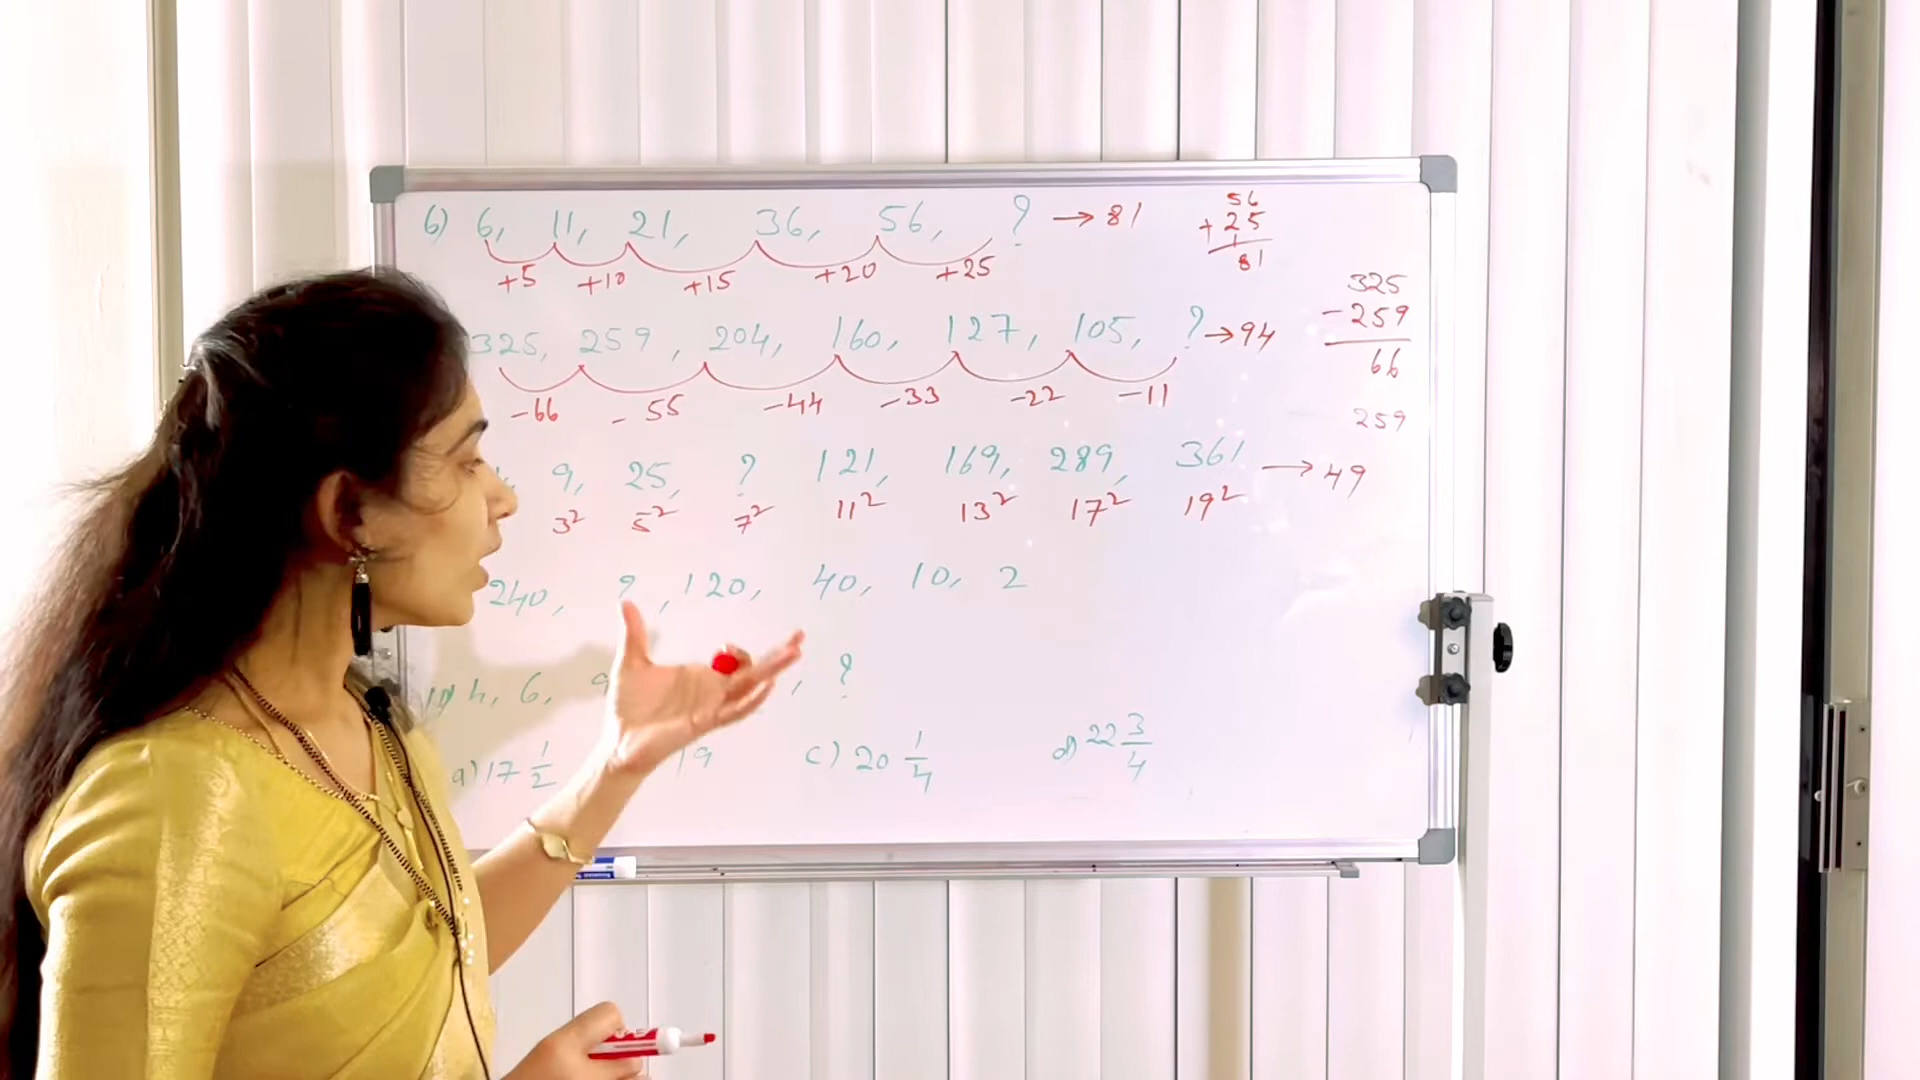 6) 6, 11, 21, 36, 56, ? → 81
+5 +10 +15 +20 +25
56
+ 25
1
81
325, 259, 204, 160, 127, 105, ? → 94
-66 - 55 -44 -33 -22 -11
325
- 259
66
259
9, 25, ? 121, 169, 289, 361 → 49
3² 5² 7² 11² 13² 17² 19²
240, ?, 120, 40, 10, 2
4, 6, 9 , ?
a) 17 1/2 19 c) 20 1/4 d) 22 3/4